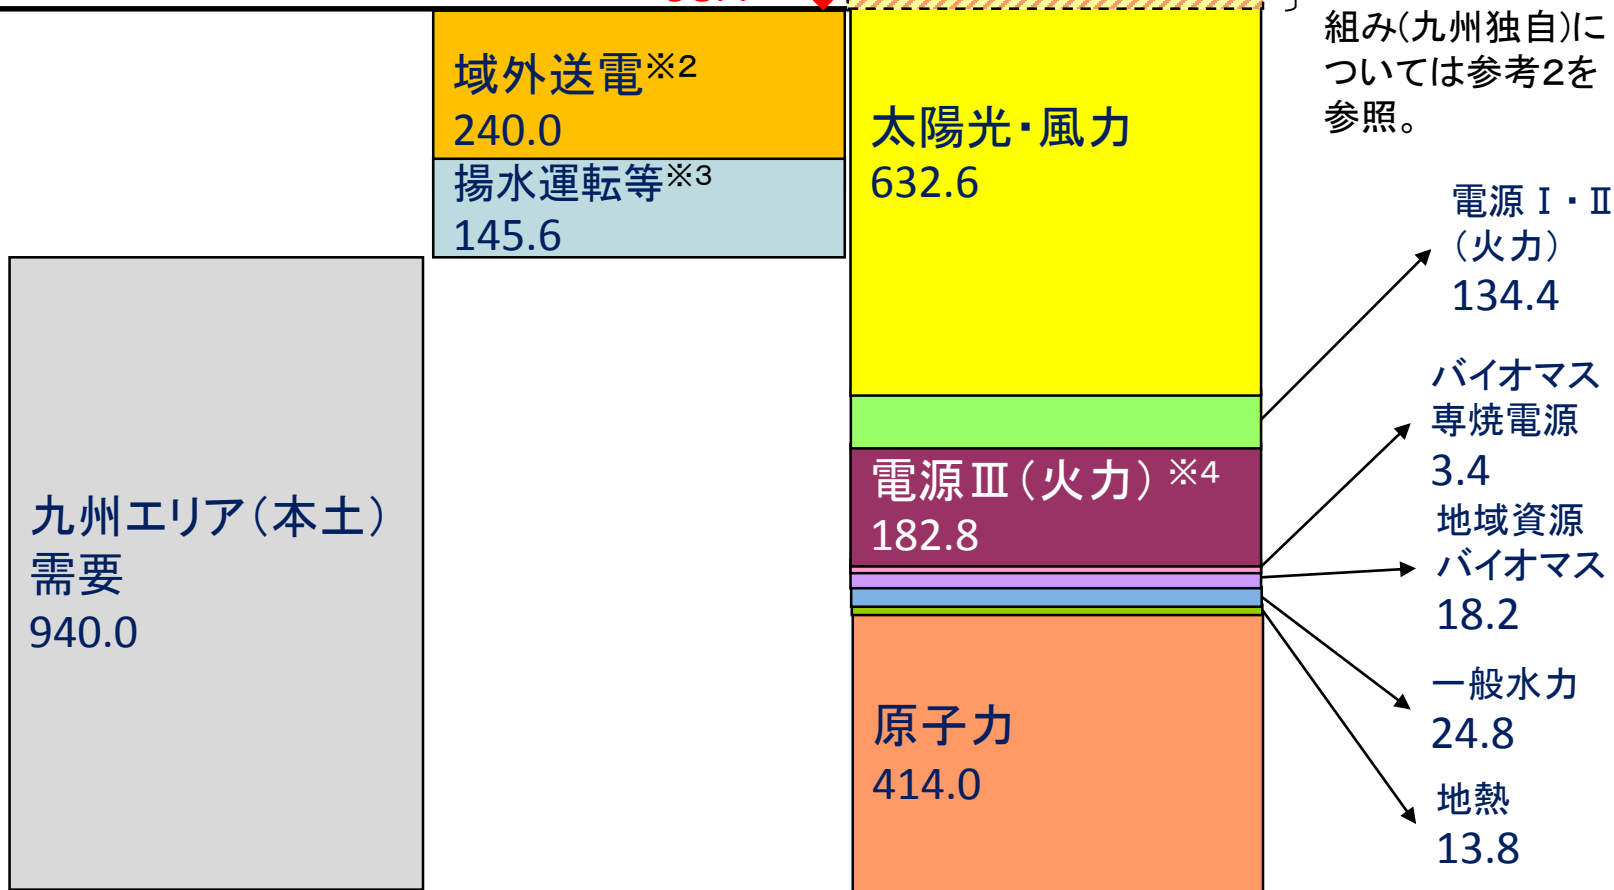 組み(九州独自)に
ついては参考2を
参照。
域外送電※2
240.0
揚水運転等※3
145.6
九州エリア(本土)
需要
940.0
太陽光・風力
632.6
電源Ⅲ(火力)※4
182.8
原子力
414.0
電源Ⅰ・Ⅱ
(火力)
134.4
バイオマス
専焼電源
3.4
地域資源
バイオマス
18.2
一般水力
24.8
地熱
13.8